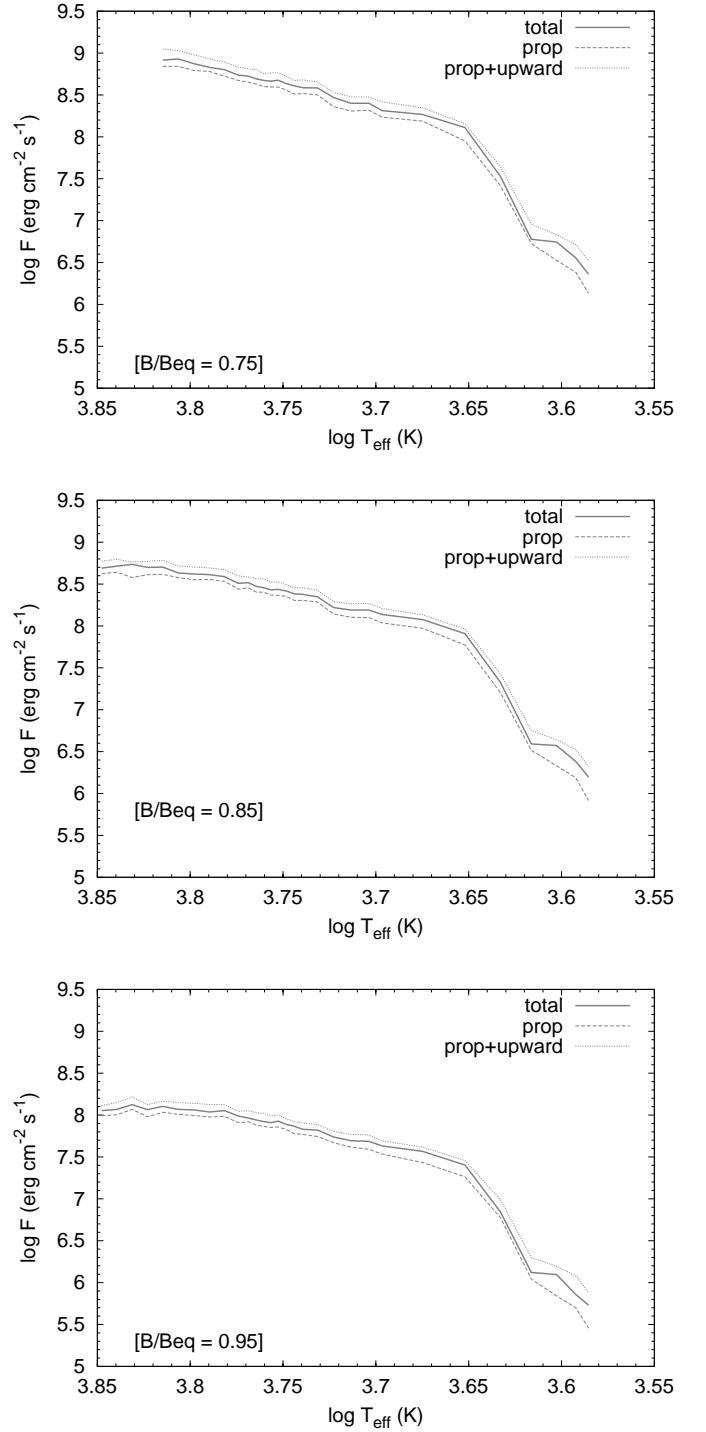 9.5
total
prop
prop+upward
9
8.5
8
7.5
7
6.5
6
5.5
5
log F (erg cm-2 s-1)
[B/Beq = 0.75]
3.85 3.8 3.75 3.7 3.65 3.6 3.55
log Teff (K)
9.5
total
prop
prop+upward
9
8.5
8
7.5
7
6.5
6
5.5
5
log F (erg cm-2 s-1)
[B/Beq = 0.85]
3.85 3.8 3.75 3.7 3.65 3.6 3.55
log Teff (K)
9.5
total
prop
prop+upward
9
8.5
8
7.5
7
6.5
6
5.5
5
log F (erg cm-2 s-1)
[B/Beq = 0.95]
3.85 3.8 3.75 3.7 3.65 3.6 3.55
log Teff (K)